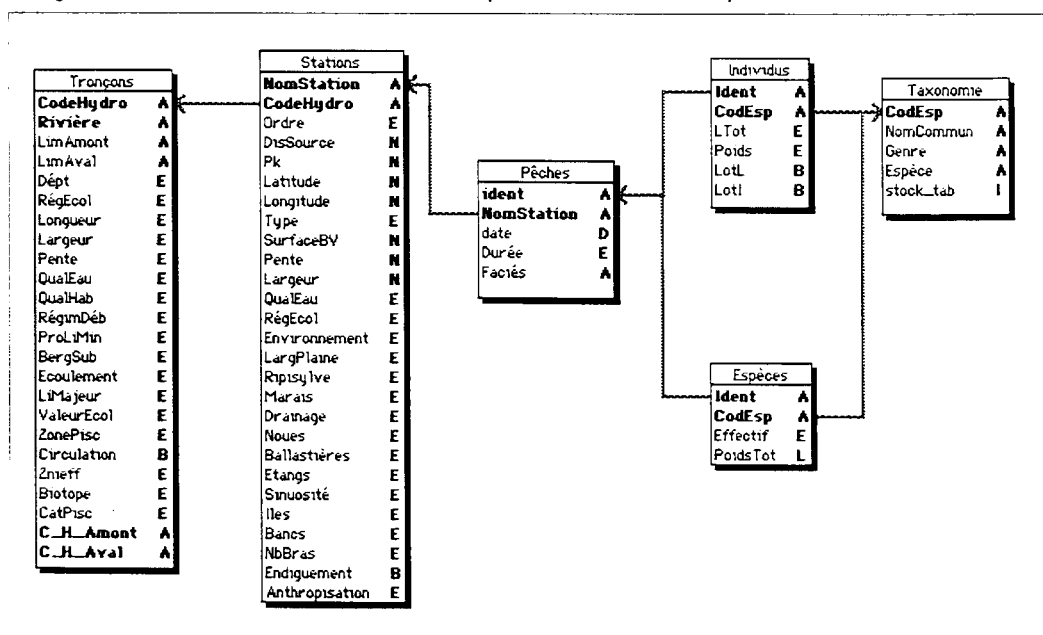 Tronçons
CodeHydro A
Rivière A
LimAmont A
LimAval A
Dépt E
RégEcol E
Longueur E
Largeur E
Pente E
QualEau E
QualHab E
RégimDéb E
ProLiMin E
BergSub E
Ecoulement E
LiMajeur E
ValeurEcol E
ZonePisc E
Circulation B
Znieff E
Biotope E
CatPisc E
C_H_Amont A
C_H_Aval A
Stations
NomStation A
CodeHydro A
Ordre E
DisSource N
Pk N
Latitude N
Longitude N
Type E
SurfaceBV N
Pente N
Largeur N
QualEau E
RégEcol E
Environnement E
LargPlaine E
Ripisylve E
Marais E
Drainage E
Noues E
Ballastières E
Etangs E
Sinuosité E
Iles E
Bancs E
NbBras E
Endiguement B
Anthropisation E
Pêches
ident A
NomStation A
date D
Durée E
Faciés A
Individus
Ident A
CodEsp A
LTot E
Poids E
LotL B
LotI B
Espèces
Ident A
CodEsp A
Effectif E
PoidsTot L
Taxonomie
CodEsp A
NomCommun A
Genre A
Espèce A
stock_tab I